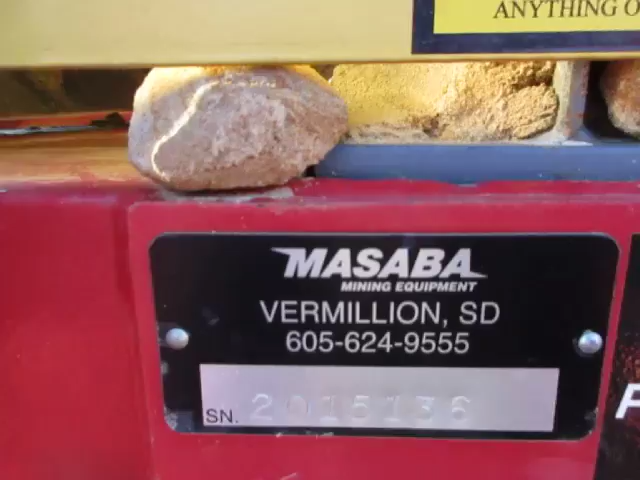 ANYTHING O
MASABA
MINING EQUIPMENT
VERMILLION, SD
605-624-9555
SN. 2015136